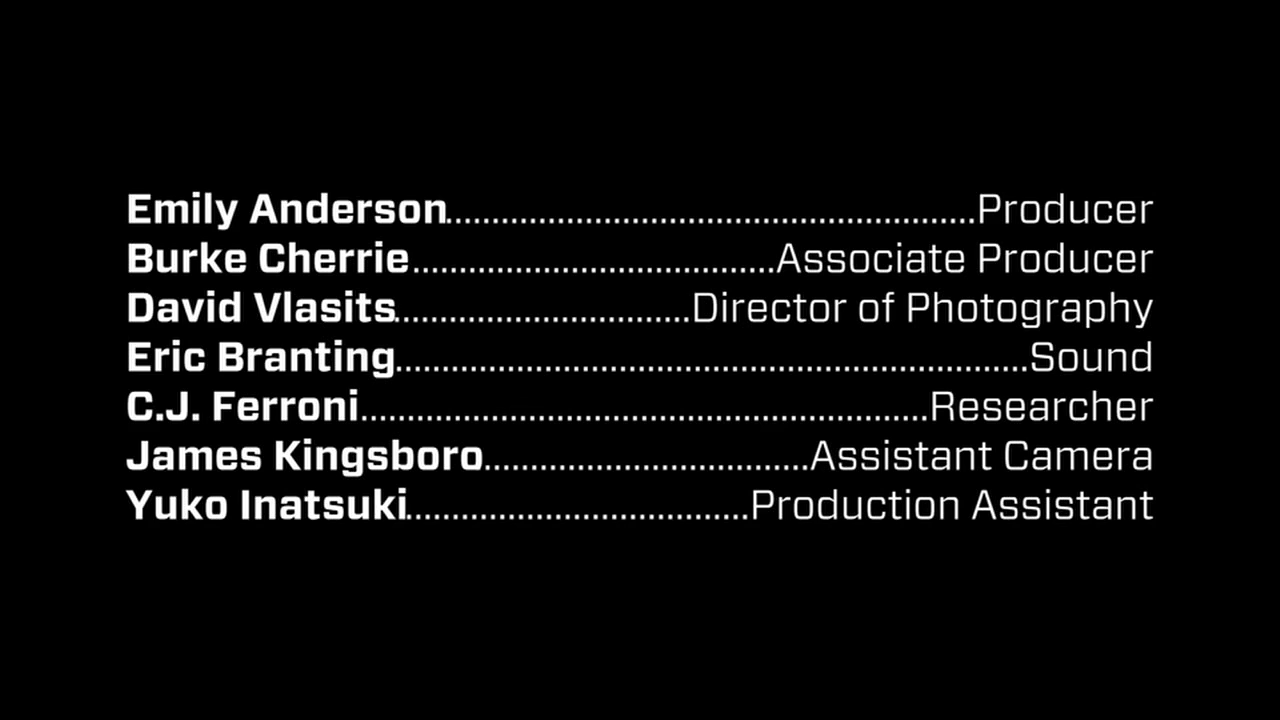 Emily Anderson.............................................Producer
Burke Cherrie...............................Associate Producer
David Vlasits.........................Director of Photography
Eric Branting......................................................Sound
C.J. Ferroni.................................................Researcher
James Kingsboro............................Assistant Camera
Yuko Inatsuki.............................Production Assistant